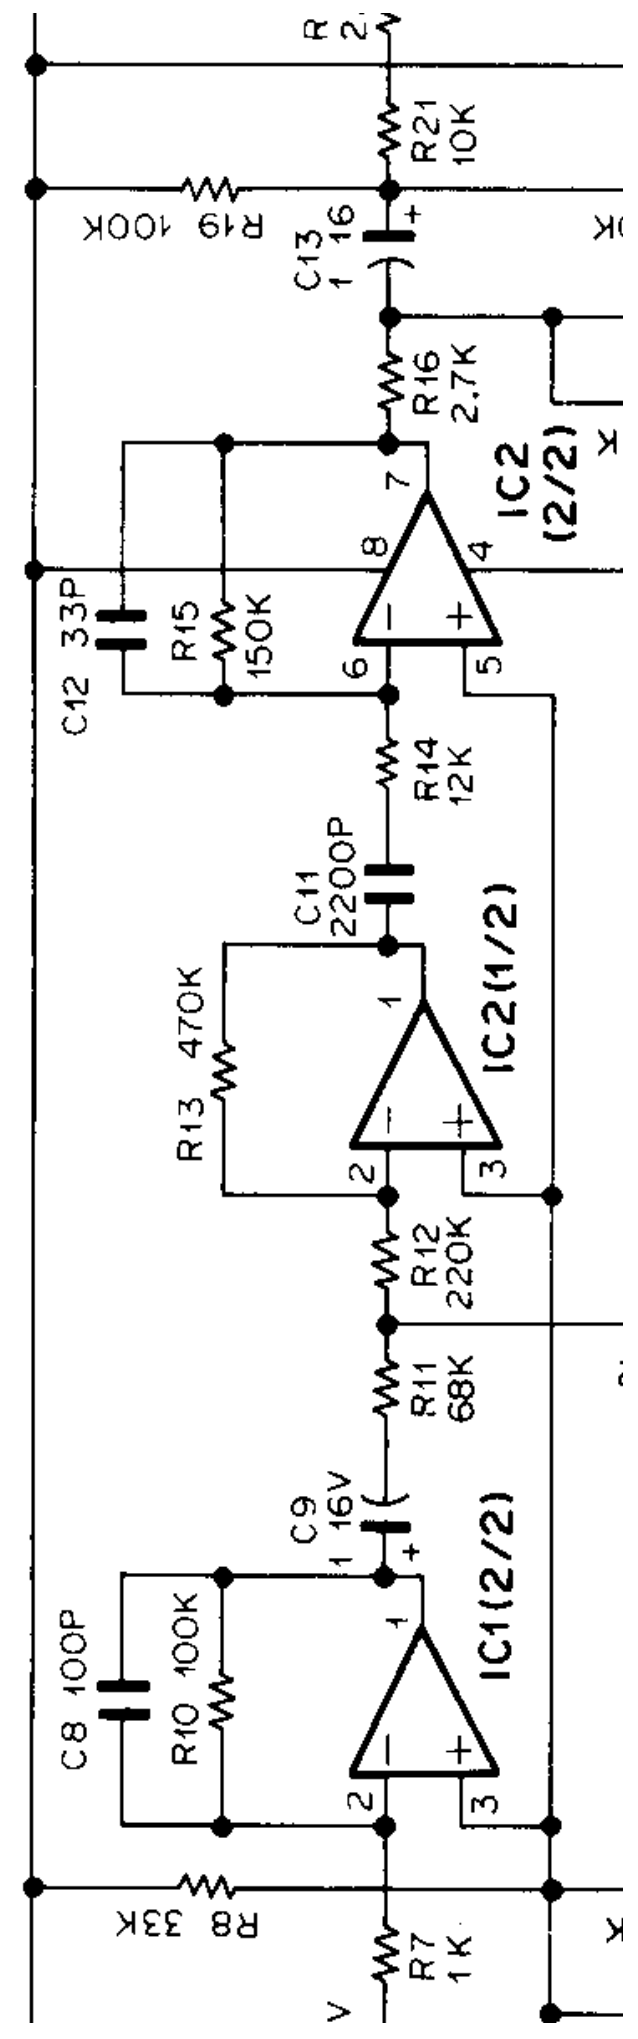 R
2.
R21
10K
R19 100K
C13 16
1
+
R16
2.7K
IC2
(2/2)
K
7
8
4
C12 33P
R15
150K
−
+
6
5
R14
12K
C11
2200P
IC2(1/2)
1
R13 470K
−
+
2
3
R12
220K
R11
68K
C9
1 16V
+
IC1(2/2)
1
C8 100P
R10 100K
−
+
2
3
R8 33K
K
R7
1K
V